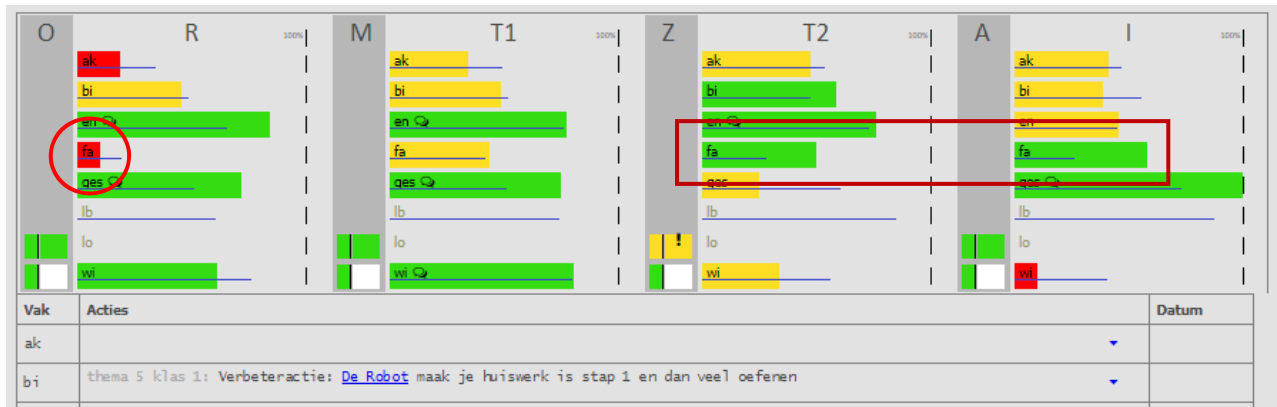 O R 100% M T1 100% Z T2 100% A I 100%
ak ak ak ak
bi bi bi bi
en en en en
fa fa fa fa
ges ges ges ges
lb lb lb lb
lo lo ! lo lo
wi wi wi wi
Vak Acties Datum
ak
bi thema 5 klas 1: Verbeteractie: De Robot maak je huiswerk is stap 1 en dan veel oefenen